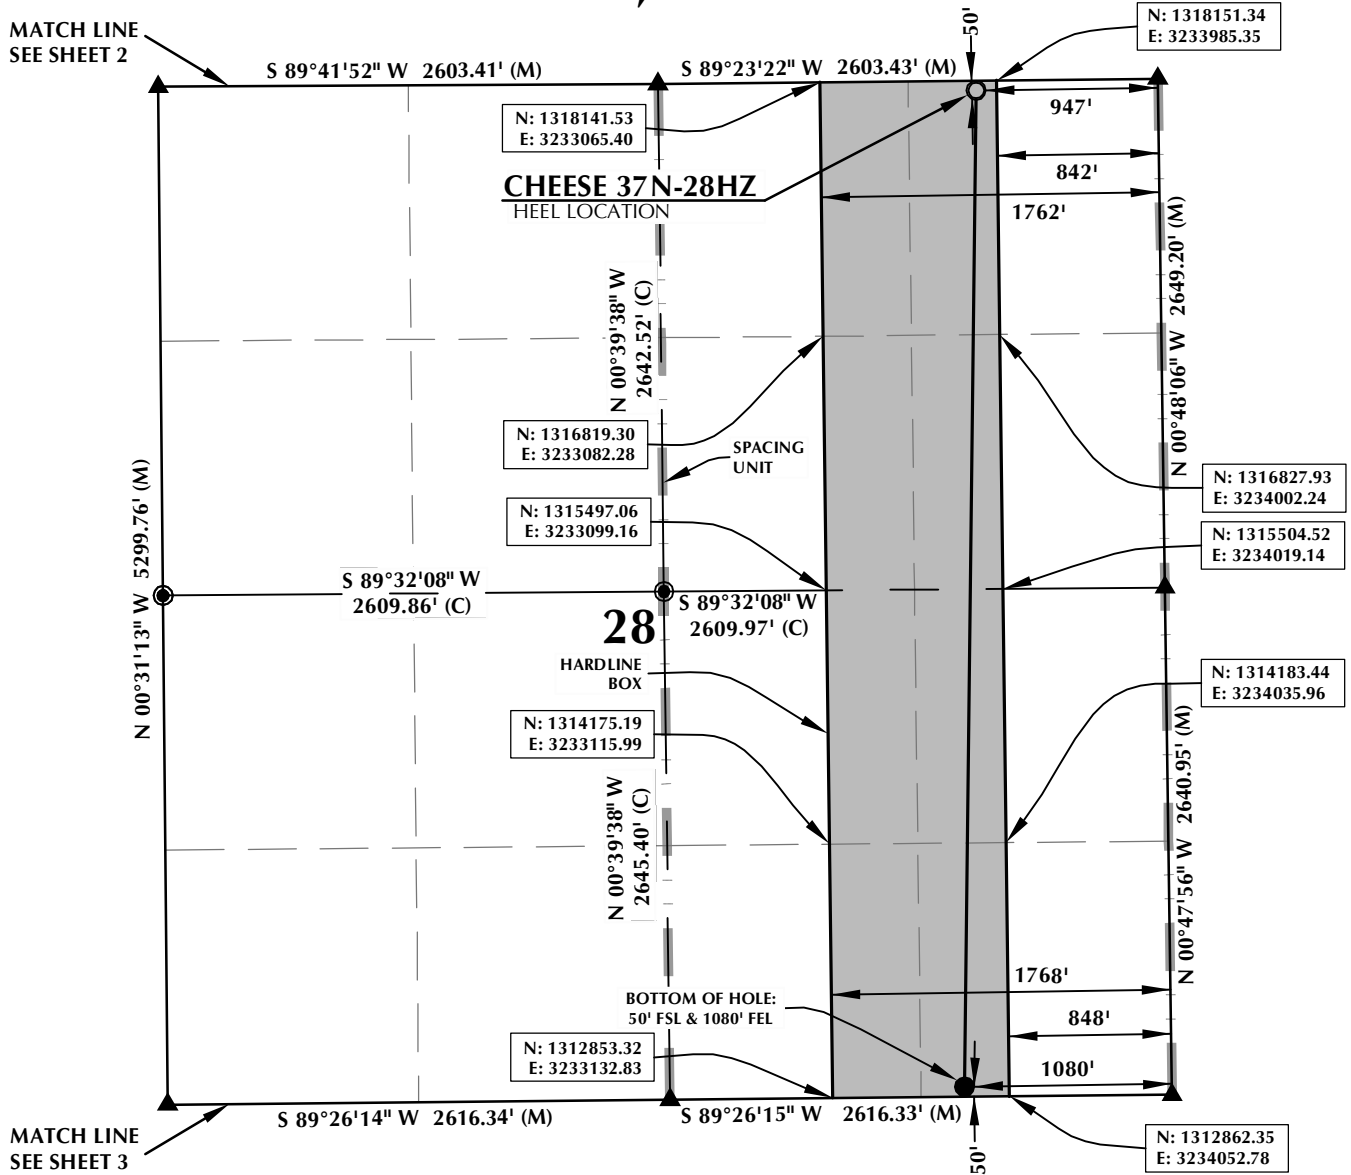 MATCH LINE
SEE SHEET 2
S 89°41'52" W 2603.41' (M)
S 89°23'22" W 2603.43' (M)
50'
N: 1318151.34
E: 3233985.35
N: 1318141.53
E: 3233065.40
947'
842'
1762'
CHEESE 37N-28HZ
HEEL LOCATION
N 00°39'38" W
2642.52' (C)
N 00°48'06" W 2649.20' (M)
N: 1316819.30
E: 3233082.28
SPACING
UNIT
N: 1316827.93
E: 3234002.24
N: 1315497.06
E: 3233099.16
N: 1315504.52
E: 3234019.14
N 00°31'13" W 5299.76' (M)
S 89°32'08" W
2609.86' (C)
S 89°32'08" W
2609.97' (C)
28
HARDLINE
BOX
N: 1314183.44
E: 3234035.96
N: 1314175.19
E: 3233115.99
N 00°39'38" W
2645.40' (C)
N 00°47'56" W 2640.95' (M)
1768'
BOTTOM OF HOLE:
50' FSL & 1080' FEL
848'
1080'
N: 1312853.32
E: 3233132.83
S 89°26'14" W 2616.34' (M)
S 89°26'15" W 2616.33' (M)
MATCH LINE
SEE SHEET 3
50'
N: 1312862.35
E: 3234052.78